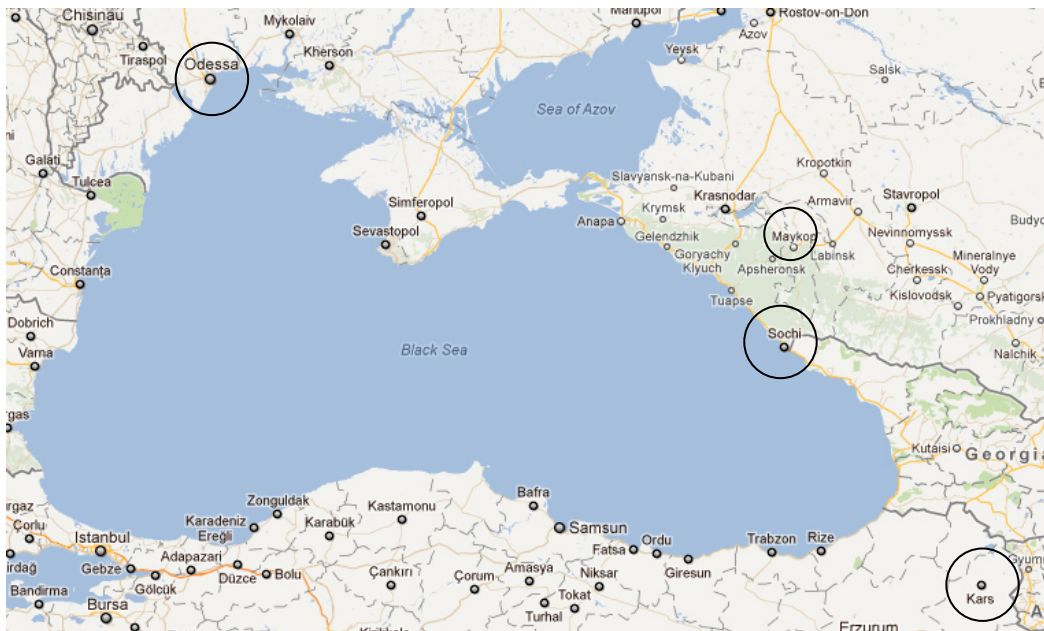 Chisinau
Mykolaiv
Mariupol
Rostov-on-Don
Azov
Tiraspol
Odessa
Kherson
Yeysk
Salsk
Sea of Azov
Galati
Tulcea
Slavyansk-na-Kubani
Kropotkin
Simferopol
Krymsk
Krasnodar
Armavir
Stavropol
Sevastopol
Anapa
Gelendzhik
Maykop
Labinsk
Nevinnomyssk
Goryachy
Klyuch
Apsheronsk
Mineralnye
Vody
Constanța
Cherkessk
Tuapse
Kislovodsk
Pyatigorsk
Dobrich
Prokhladny
Varna
Black Sea
Sochi
Nalchik
Kutaisi
Georgia
Zonguldak
Kastamonu
Bafra
Karadeniz
Ereğli
Karabük
Samsun
Çorlu
Istanbul
Fatsa
Ordu
Trabzon
Rize
Gebze
Adapazari
Düzce
Bolu
Giresun
Gölcük
Çankırı
Çorum
Amasya
Niksar
Bandirma
Tokat
Kars
Bursa
Turhal
Erzurum